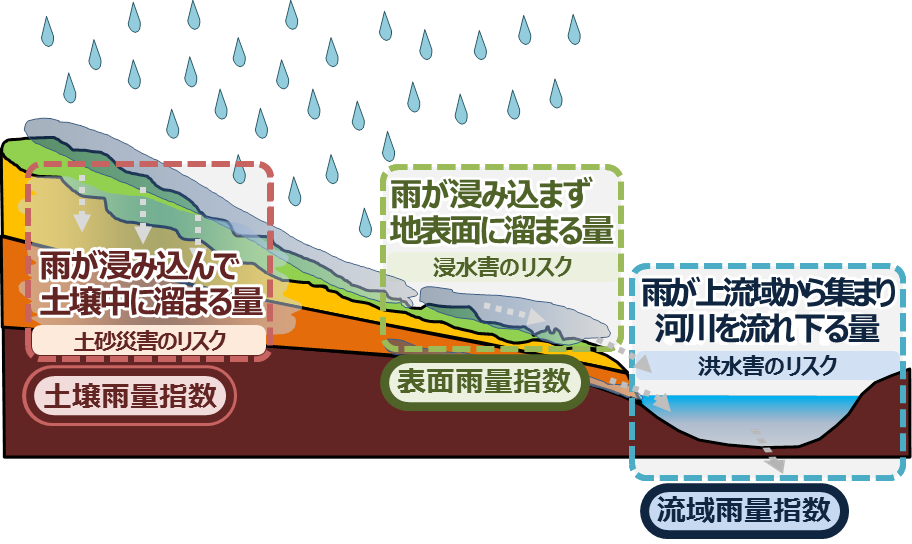 雨が浸み込んで
土壌中に溜まる量
土砂災害のリスク
土壌雨量指数
雨が浸み込まず
地表面に溜まる量
浸水害のリスク
表面雨量指数
雨が上流域から集まり
河川を流れ下る量
洪水害のリスク
流域雨量指数